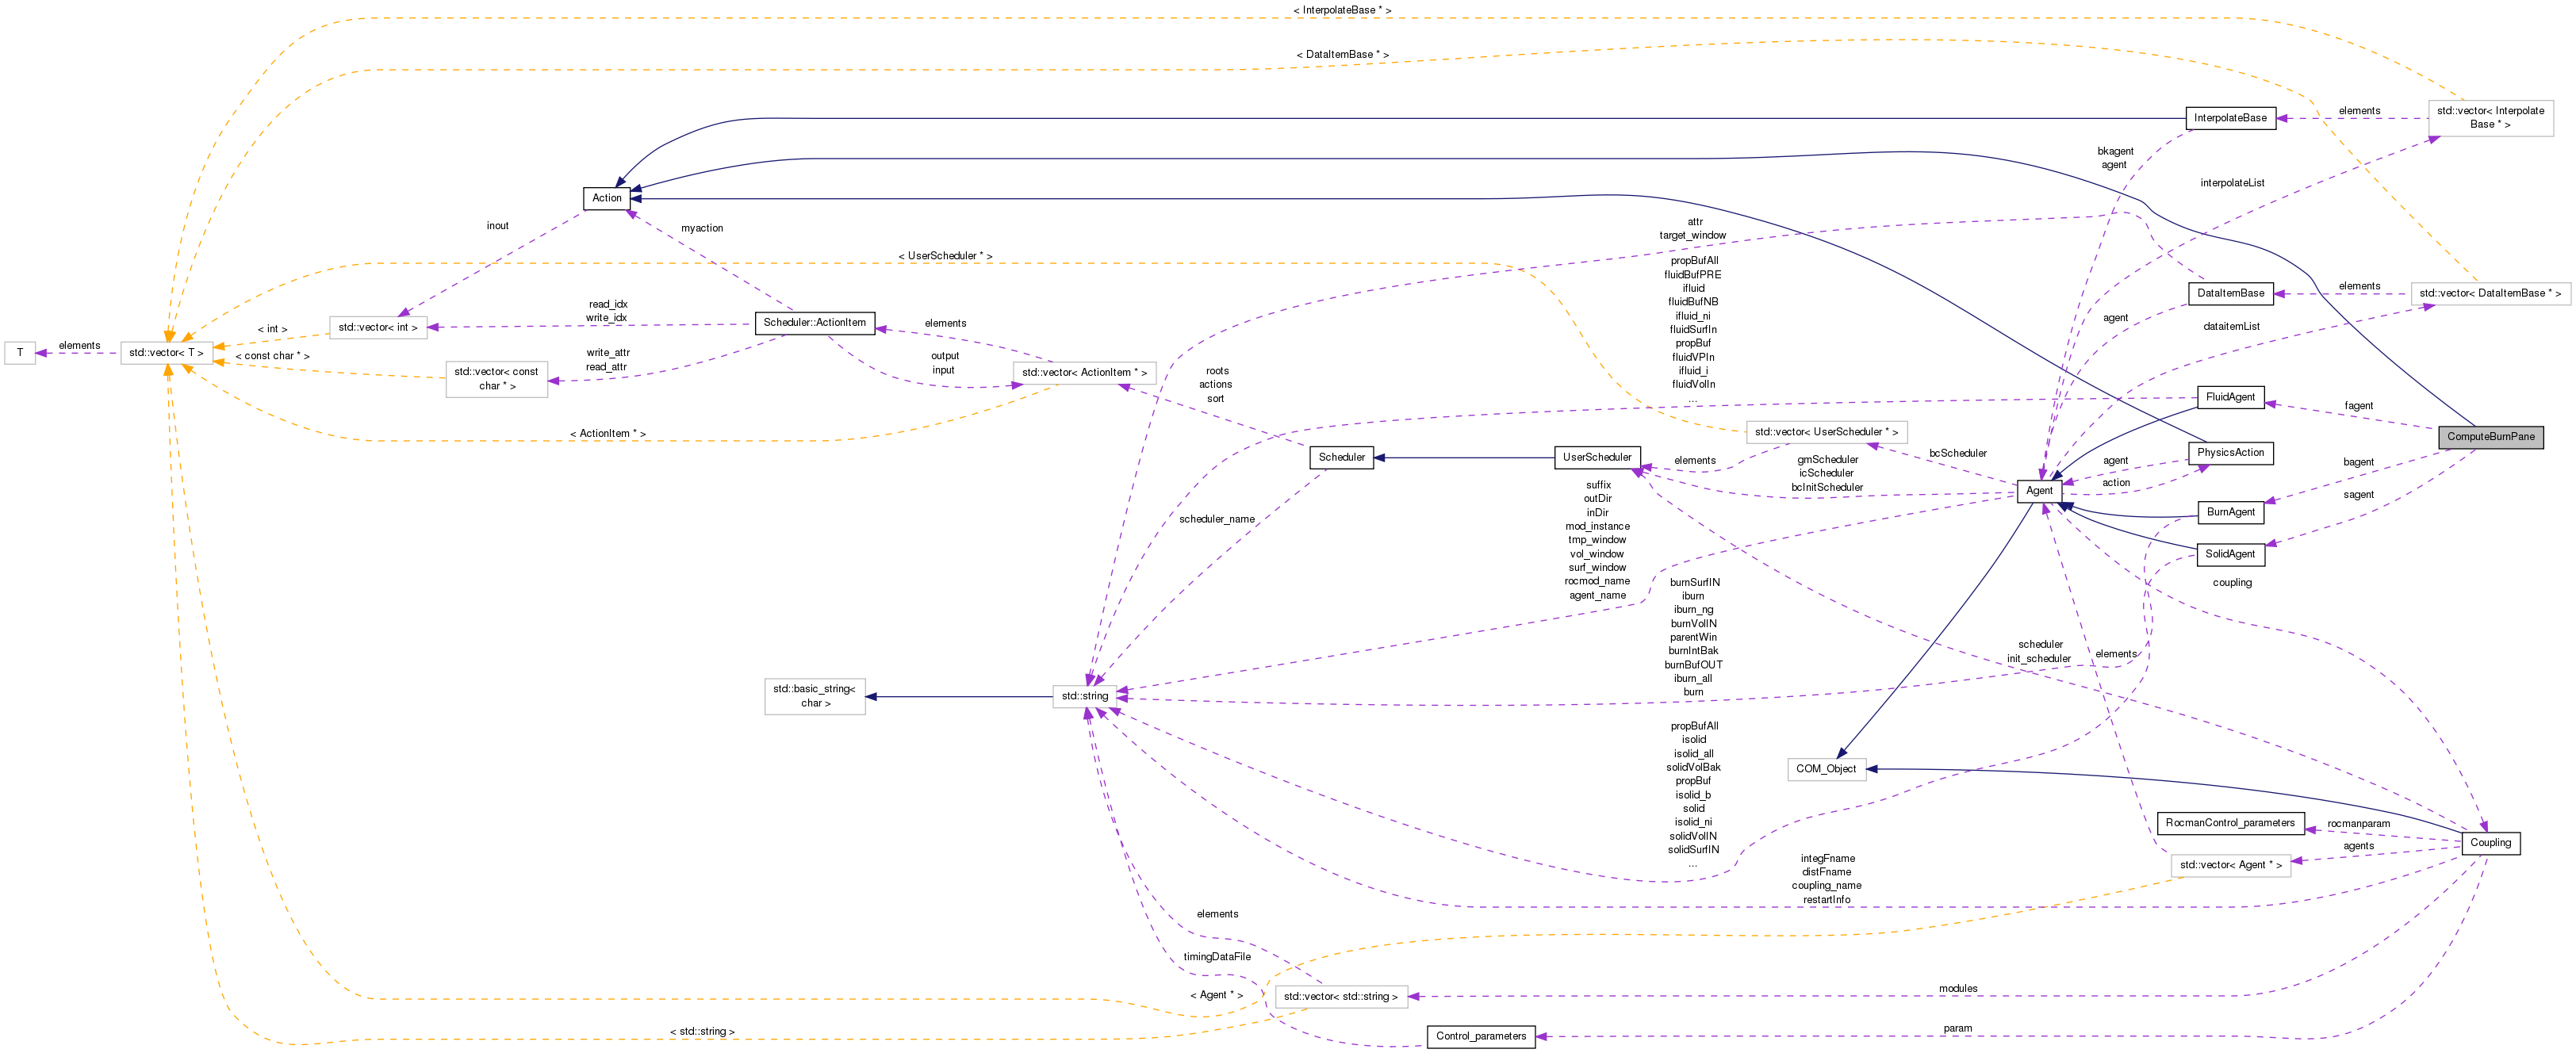 < InterpolateBase * >
< DataItemBase * >
std::vector< Interpolate
Base * >
elements
InterpolateBase
bkagent
agent
interpolateList
Action
inout
myaction
attr
target_window
< UserScheduler * >
propBufAll
fluidBufPRE
ifluid
fluidBufNB
ifluid_ni
fluidSurfIn
propBuf
fluidVPIn
ifluid_i
fluidVolIn
...
DataItemBase
elements
std::vector< DataItemBase * >
agent
dataitemList
read_idx
write_idx
Scheduler::ActionItem
elements
std::vector< int >
< int >
T
elements
std::vector< T >
< const char * >
std::vector< const
char * >
write_attr
read_attr
output
input
std::vector< ActionItem * >
roots
actions
sort
< ActionItem * >
FluidAgent
fagent
ComputeBurnPane
std::vector< UserScheduler * >
bcScheduler
PhysicsAction
agent
action
Scheduler
UserScheduler
elements
gmScheduler
icScheduler
bcInitScheduler
Agent
bagent
sagent
BurnAgent
SolidAgent
scheduler_name
suffix
outDir
inDir
mod_instance
tmp_window
vol_window
surf_window
rocmod_name
agent_name
coupling
burnSurfIN
iburn
iburn_ng
burnVolIN
parentWin
burnIntBak
burnBufOUT
iburn_all
burn
scheduler
init_scheduler
elements
std::basic_string<
char >
std::string
propBufAll
isolid
isolid_all
solidVolBak
propBuf
isolid_b
solid
isolid_ni
solidVolIN
solidSurfIN
...
COM_Object
RocmanControl_parameters
rocmanparam
Coupling
agents
std::vector< Agent * >
integFname
distFname
coupling_name
restartInfo
elements
timingDataFile
< Agent * >
std::vector< std::string >
modules
< std::string >
Control_parameters
param